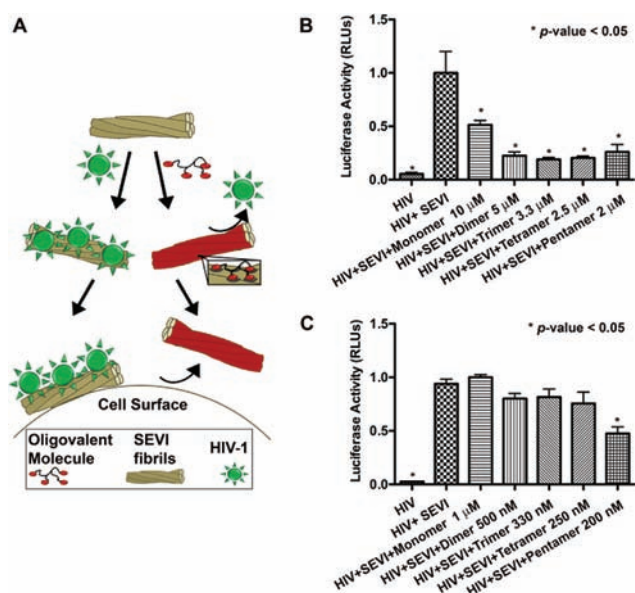 A
Cell Surface
Oligovalent
Molecule
SEVI
fibrils
HIV-1
B
* p-value < 0.05
Luciferase Activity (RLUs)
1.5
1.0
0.5
0.0
*
*
*
*
*
*
HIV
HIV+ SEVI
HIV+SEVI+Monomer 10 µM
HIV+SEVI+Dimer 5 µM
HIV+SEVI+Trimer 3.3 µM
HIV+SEVI+Tetramer 2.5 µM
HIV+SEVI+Pentamer 2 µM
C
* p-value < 0.05
Luciferase Activity (RLUs)
1.5
1.0
0.5
0.0
*
*
HIV
HIV+ SEVI
HIV+SEVI+Monomer 1 µM
HIV+SEVI+Dimer 500 nM
HIV+SEVI+Trimer 330 nM
HIV+SEVI+Tetramer 250 nM
HIV+SEVI+Pentamer 200 nM